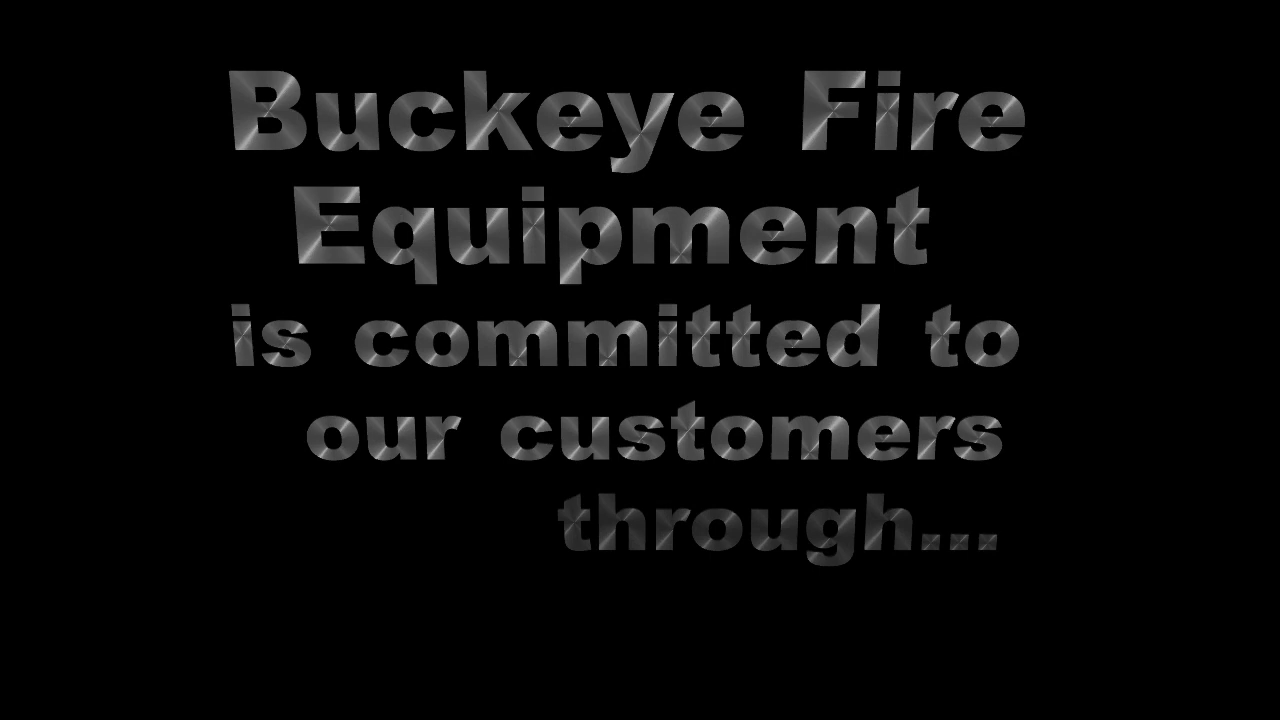 Buckeye Fire
Equipment
is committed to
our customers
through...